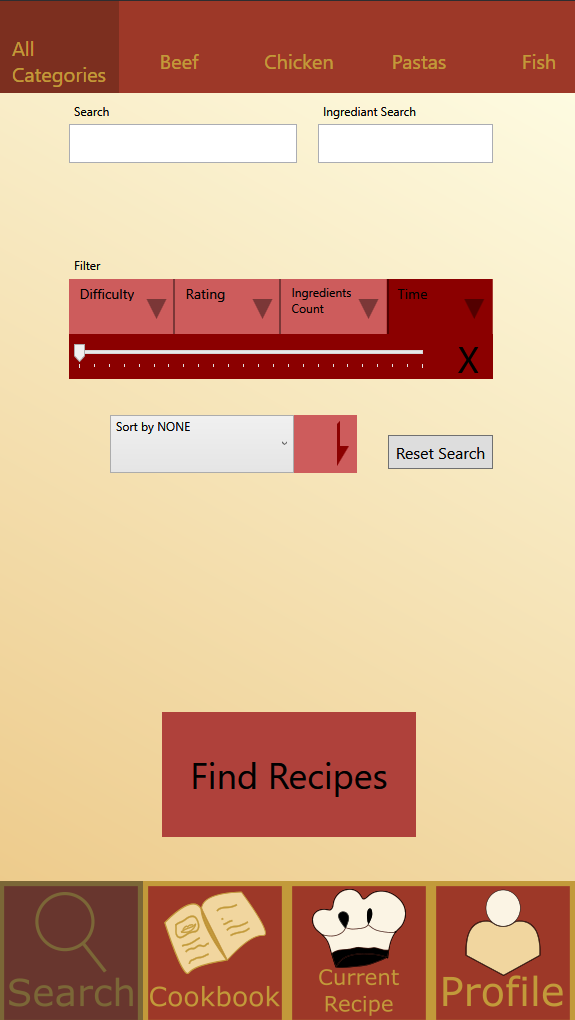 All
Categories
Beef
Chicken
Pastas
Fish
Search
Ingrediant Search
Filter
Difficulty
Rating
Ingredients
Count
Time
X
Sort by NONE
Reset Search
Find Recipes
Search
Cookbook
Current
Recipe
Profile